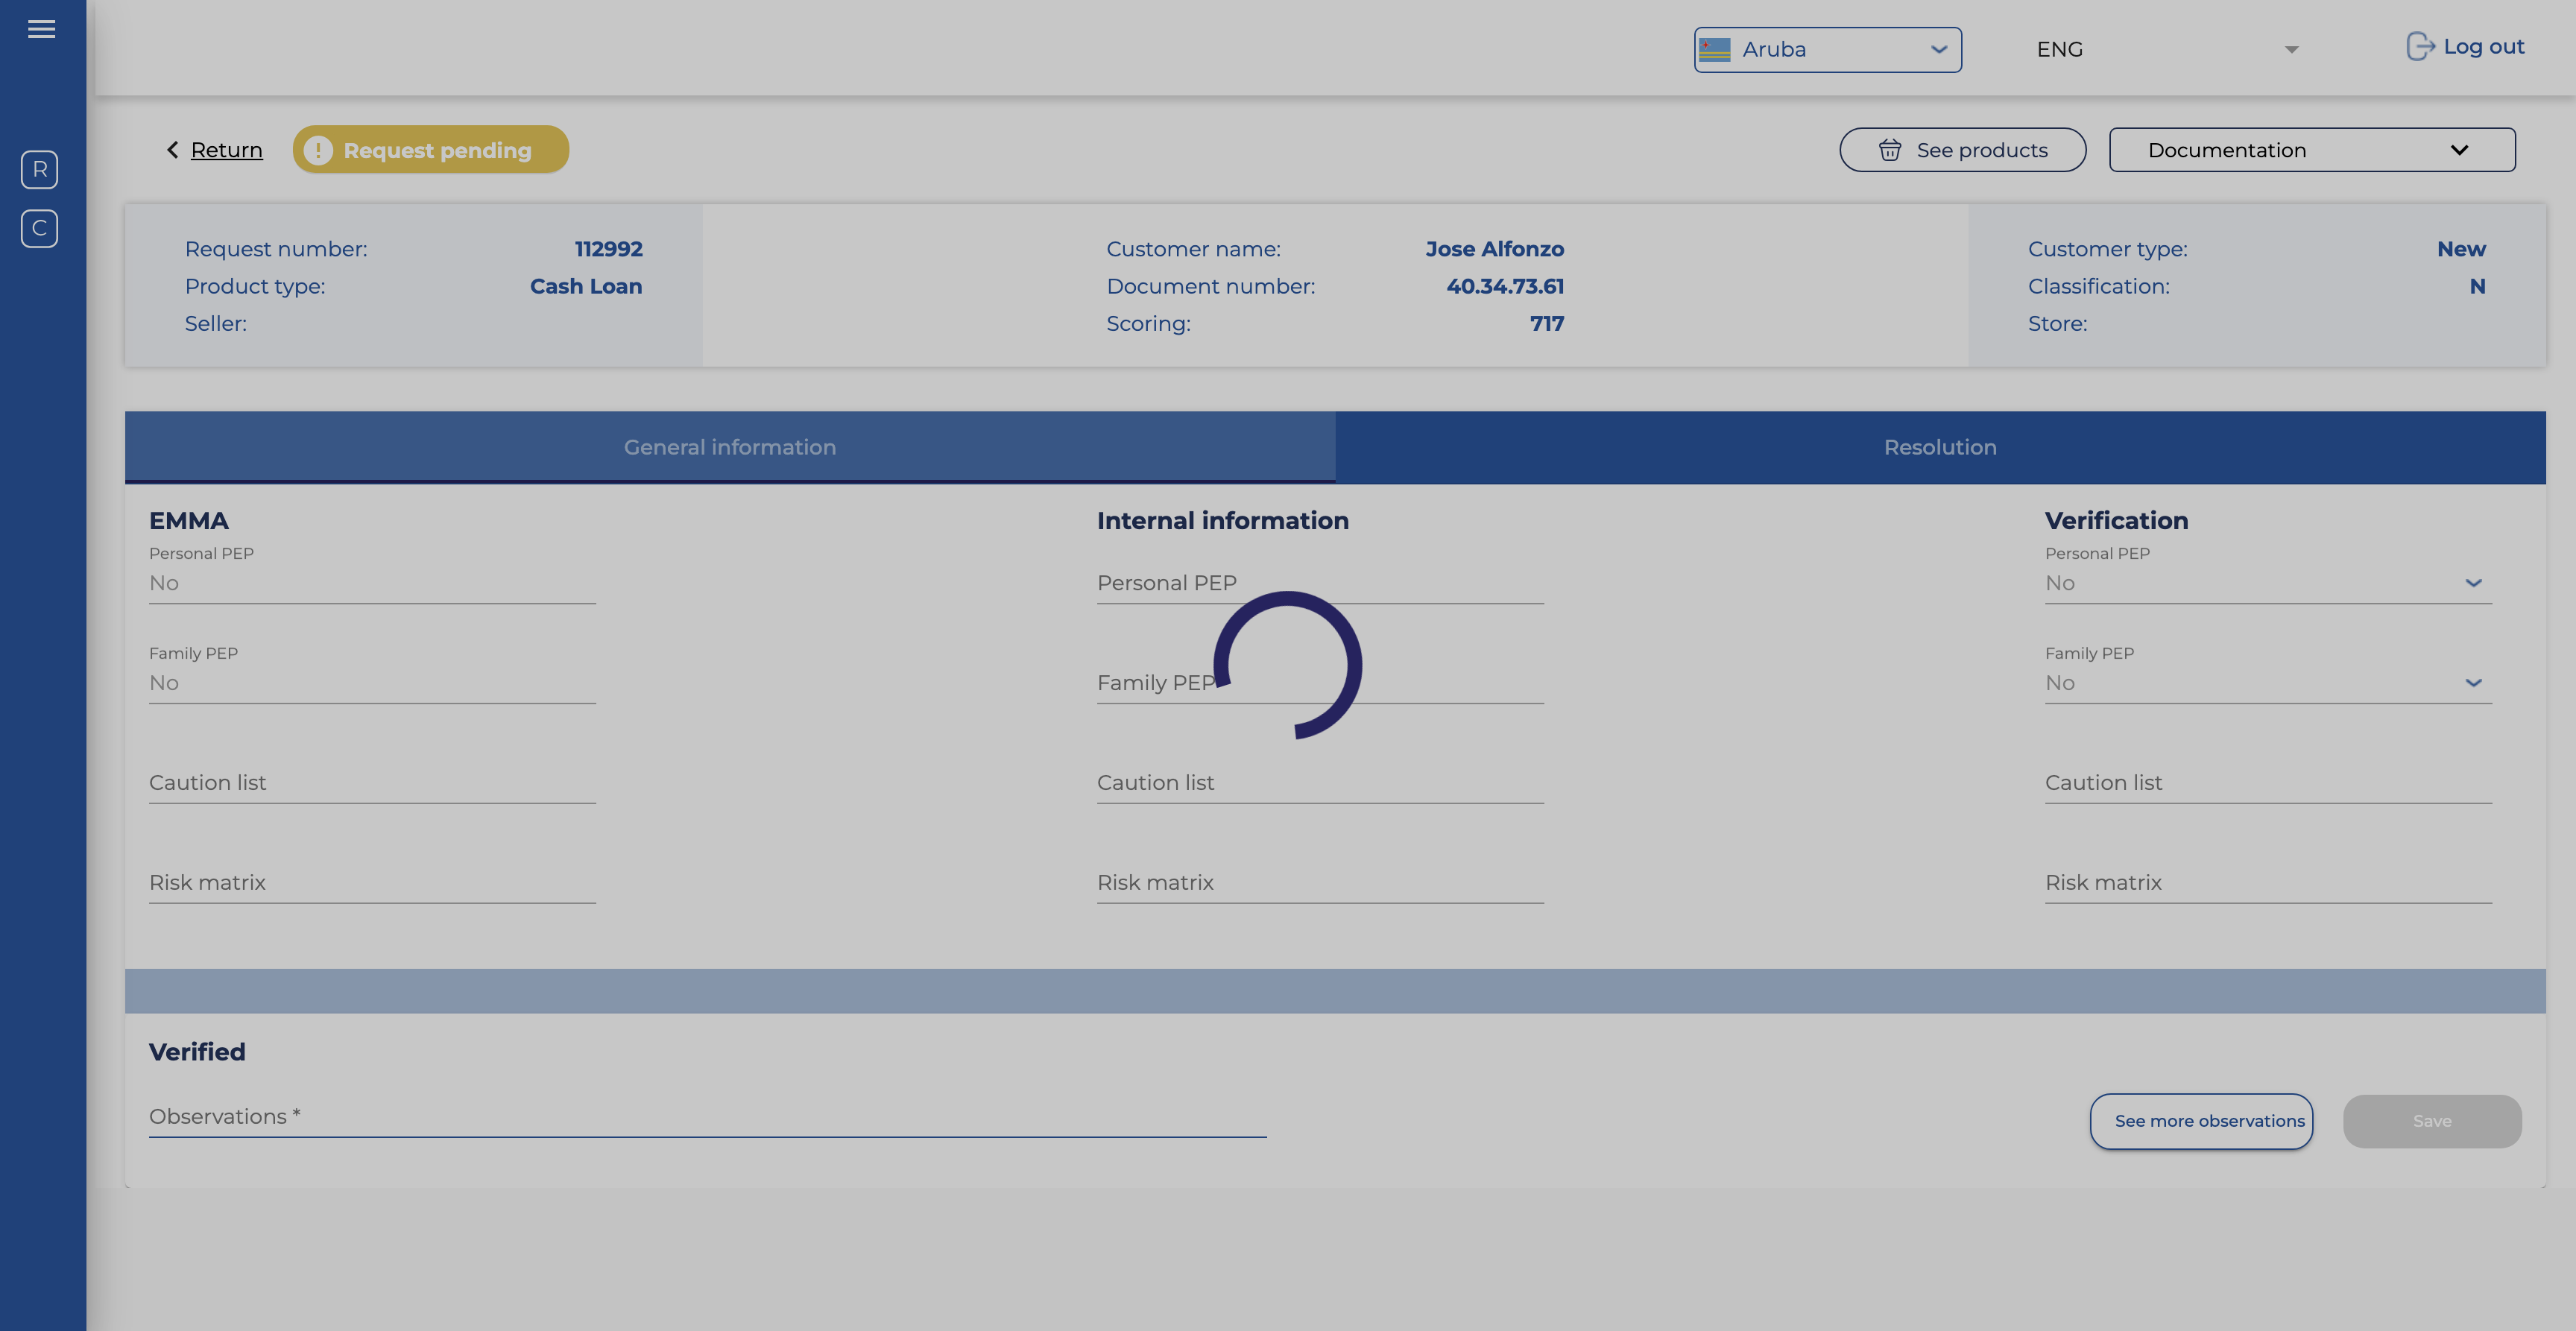 Aruba
ENG
Log out
R
C
Return
Request pending
See products
Documentation
Request number: 112992
Product type: Cash Loan
Seller:
Customer name: Jose Alfonzo
Document number: 40.34.73.61
Scoring: 717
Customer type: New
Classification: N
Store:
General information
Resolution
EMMA
Personal PEP
No
Family PEP
No
Caution list
Risk matrix
Internal information
Personal PEP
Family PEP
Caution list
Risk matrix
Verification
Personal PEP
No
Family PEP
No
Caution list
Risk matrix
Verified
Observations *
See more observations
Save